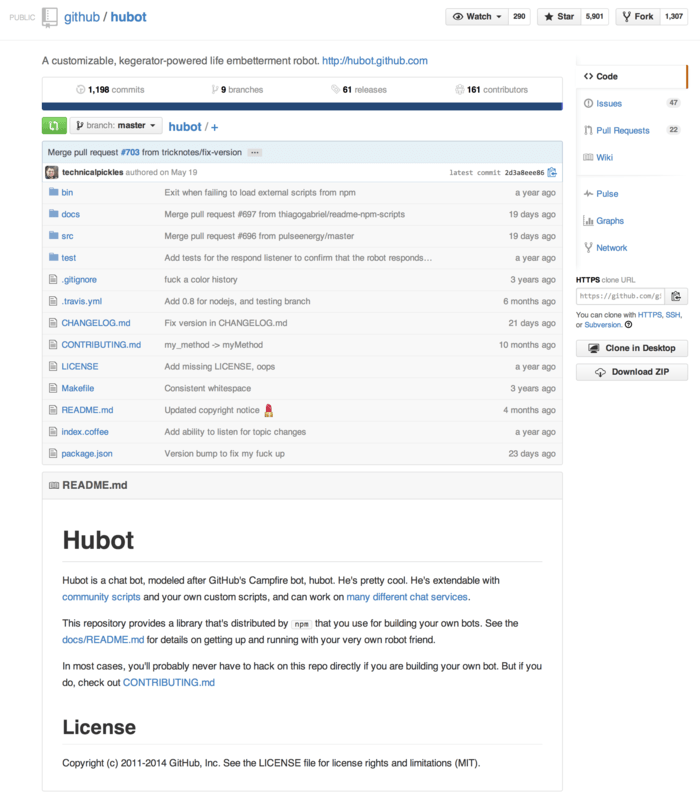 PUBLIC github / hubot Watch 290 Star 5,901 Fork 1,307
A customizable, kegerator-powered life embetterment robot. http://hubot.github.com
1,198 commits 9 branches 61 releases 161 contributors
branch: master hubot / +
Merge pull request #703 from tricknotes/fix-version ...
technicalpickles authored on May 19 latest commit 2d3a8eee86
bin Exit when failing to load external scripts from npm a year ago
docs Merge pull request #697 from thiagogabriel/readme-npm-scripts 19 days ago
src Merge pull request #696 from pulseenergy/master 19 days ago
test Add tests for the respond listener to confirm that the robot responds… a year ago
.gitignore fuck a color history 3 years ago
.travis.yml Add 0.8 for nodejs, and testing branch 6 months ago
CHANGELOG.md Fix version in CHANGELOG.md 21 days ago
CONTRIBUTING.md my_method -> myMethod 10 months ago
LICENSE Add missing LICENSE, oops a year ago
Makefile Consistent whitespace 3 years ago
README.md Updated copyright notice 4 months ago
index.coffee Add ability to listen for topic changes a year ago
package.json Version bump to fix my fuck up 23 days ago
Code
Issues 47
Pull Requests 22
Wiki
Pulse
Graphs
Network
HTTPS clone URL
https://github.com/gi
You can clone with HTTPS, SSH,
or Subversion.
Clone in Desktop
Download ZIP
README.md
Hubot
Hubot is a chat bot, modeled after GitHub's Campfire bot, hubot. He's pretty cool. He's extendable with
community scripts and your own custom scripts, and can work on many different chat services.
This repository provides a library that's distributed by npm that you use for building your own bots. See the
docs/README.md for details on getting up and running with your very own robot friend.
In most cases, you'll probably never have to hack on this repo directly if you are building your own bot. But if you
do, check out CONTRIBUTING.md
License
Copyright (c) 2011-2014 GitHub, Inc. See the LICENSE file for license rights and limitations (MIT).